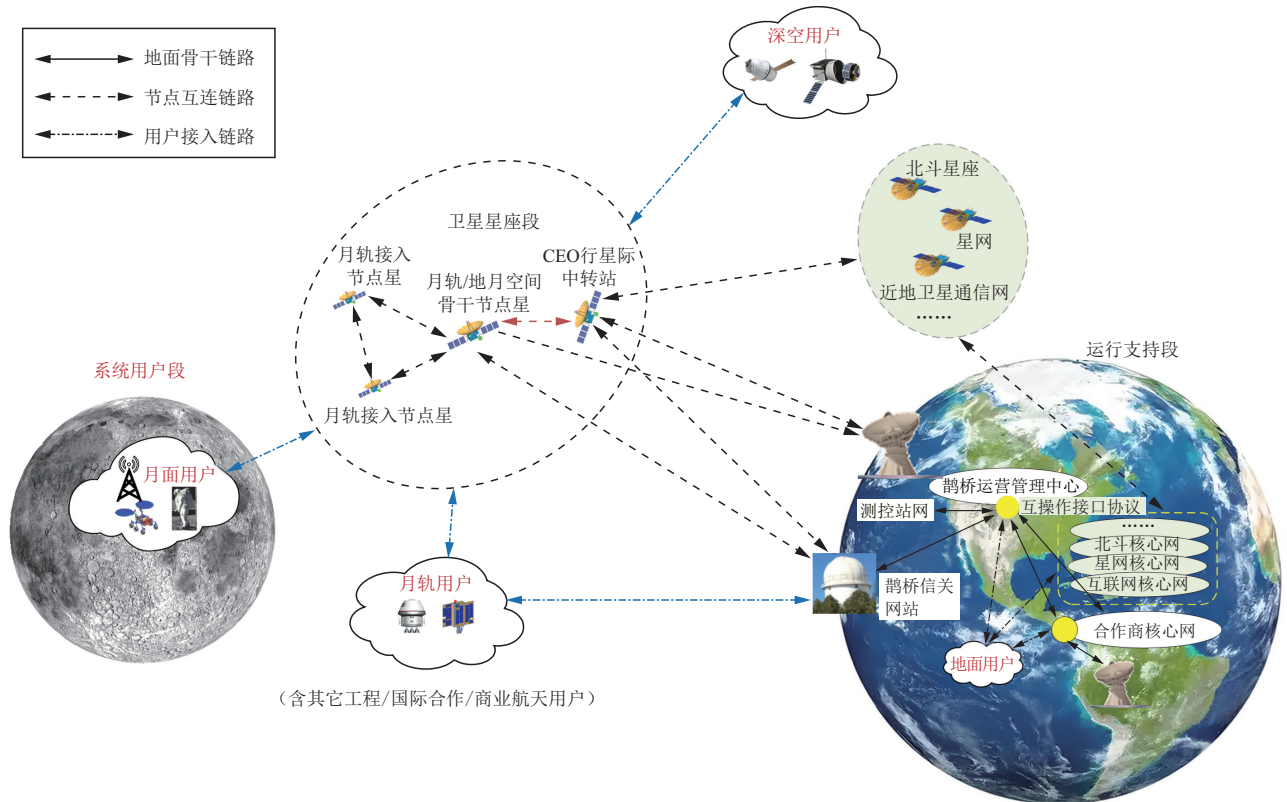 地面骨干链路
节点互连链路
用户接入链路
深空用户
北斗星座
星网
近地卫星通信网
……
卫星星座段
月轨接入
节点星
月轨/地月空间
骨干节点星
CEO行星际
中转站
月轨接入节点星
系统用户段
月面用户
月轨用户
（含其它工程/国际合作/商业航天用户）
运行支持段
鹊桥运营管理中心
测控站网
互操作接口协议
……
北斗核心网
星网核心网
互联网核心网
鹊桥信关
网站
合作商核心网
地面用户